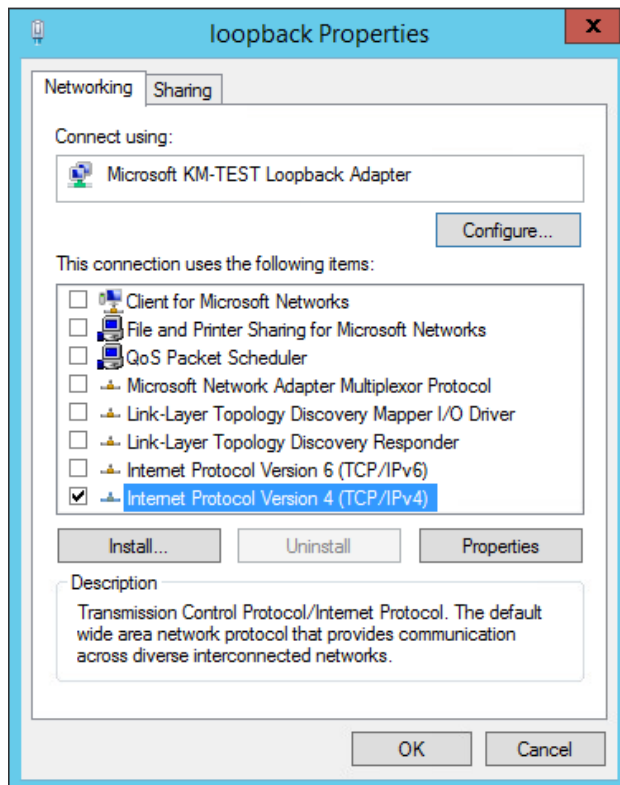 loopback Properties
x
Networking
Sharing
Connect using:
Microsoft KM-TEST Loopback Adapter
Configure...
This connection uses the following items:
Client for Microsoft Networks
File and Printer Sharing for Microsoft Networks
QoS Packet Scheduler
Microsoft Network Adapter Multiplexor Protocol
Link-Layer Topology Discovery Mapper I/O Driver
Link-Layer Topology Discovery Responder
Internet Protocol Version 6 (TCP/IPv6)
Internet Protocol Version 4 (TCP/IPv4)
Install...
Uninstall
Properties
Description
Transmission Control Protocol/Internet Protocol. The default
wide area network protocol that provides communication
across diverse interconnected networks.
OK
Cancel